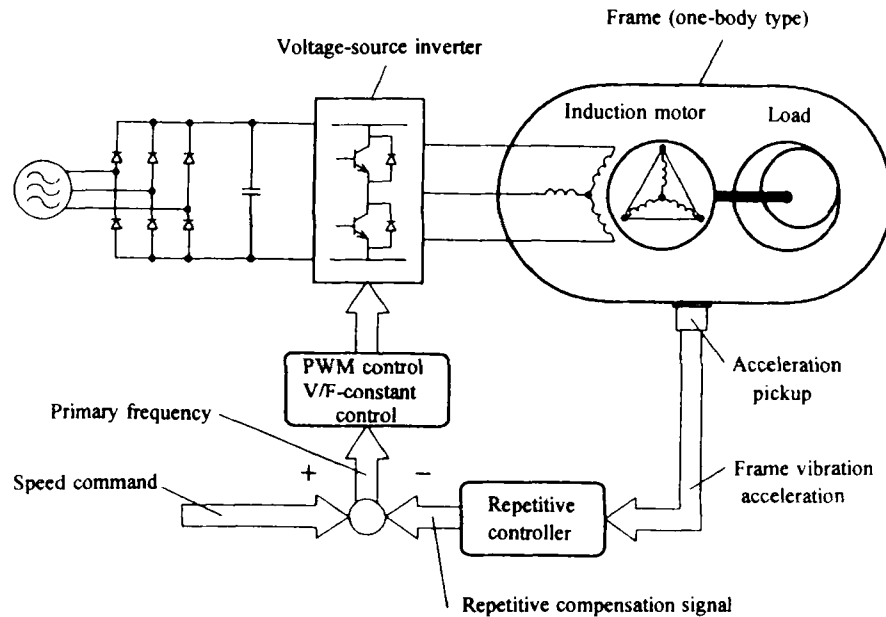 Frame (one-body type)
Voltage-source inverter
Induction motor
Load
PWM control
V/F-constant
control
Acceleration
pickup
Primary frequency
+
−
Speed command
Repetitive
controller
Frame vibration
acceleration
Repetitive compensation signal